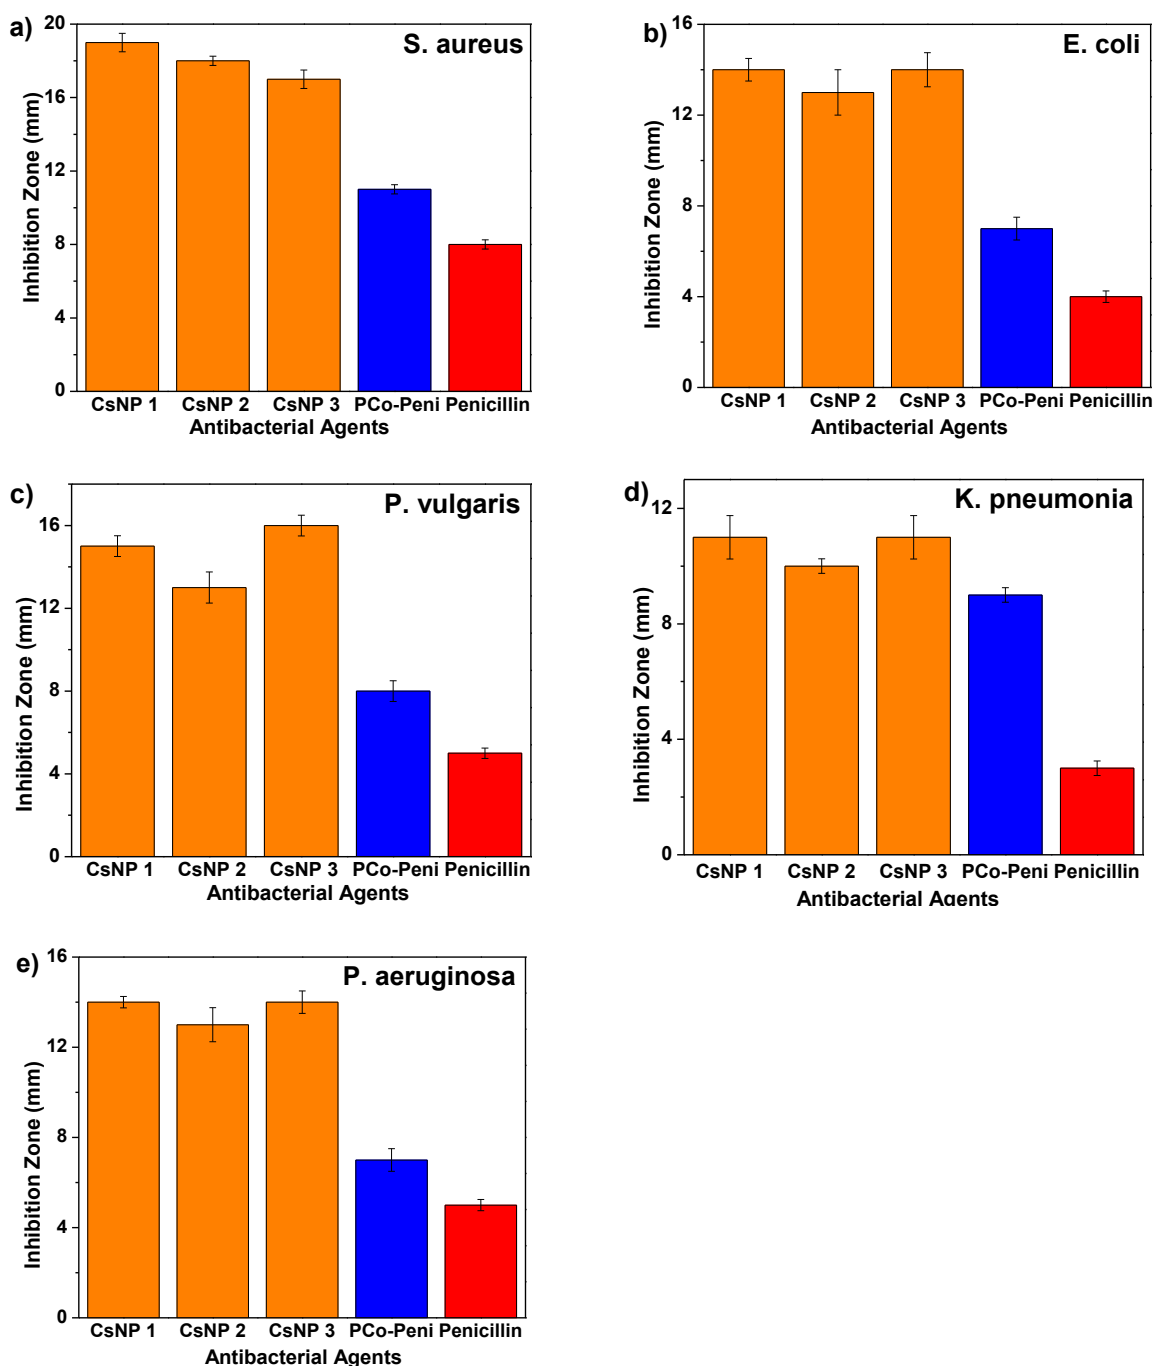 a)
S. aureus
Inhibition Zone (mm)
20
16
12
8
4
0
CsNP 1 CsNP 2 CsNP 3 PCo-Peni Penicillin
Antibacterial Agents
b)
E. coli
Inhibition Zone (mm)
16
12
8
4
0
CsNP 1 CsNP 2 CsNP 3 PCo-Peni Penicillin
Antibacterial Agents
c)
P. vulgaris
Inhibition Zone (mm)
16
12
8
4
0
CsNP 1 CsNP 2 CsNP 3 PCo-Peni Penicillin
Antibacterial Agents
d)
K. pneumonia
Inhibition Zone (mm)
12
8
4
0
CsNP 1 CsNP 2 CsNP 3 PCo-Peni Penicillin
Antibacterial Agents
e)
P. aeruginosa
Inhibition Zone (mm)
16
12
8
4
0
CsNP 1 CsNP 2 CsNP 3 PCo-Peni Penicillin
Antibacterial Agents